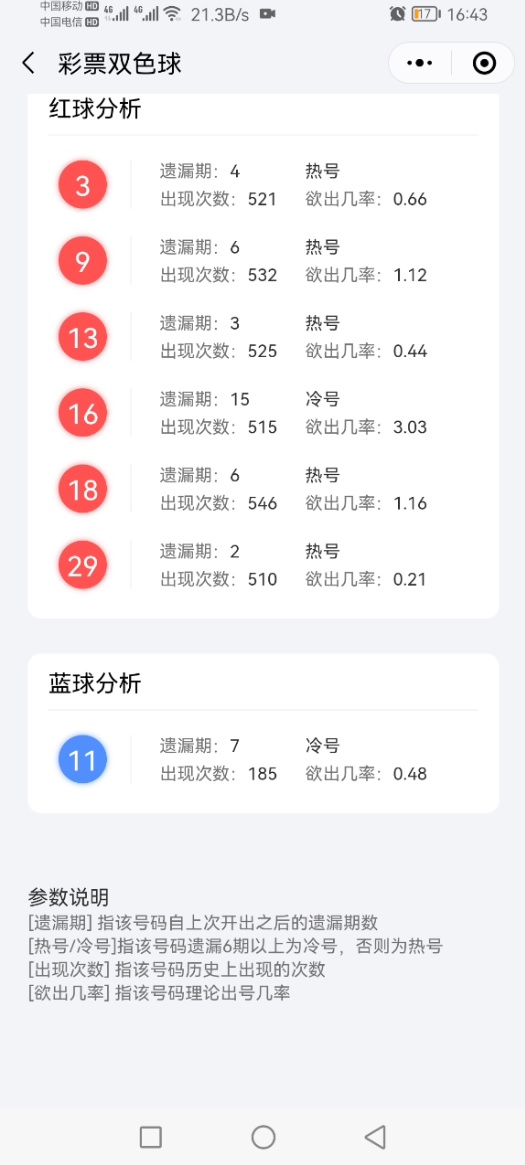 中国移动 HD 4G 4G 21.3B/s 17 16:43
中国电信 HD
彩票双色球
红球分析
3
遗漏期：4 热号
出现次数：521 欲出几率：0.66
9
遗漏期：6 热号
出现次数：532 欲出几率：1.12
13
遗漏期：3 热号
出现次数：525 欲出几率：0.44
16
遗漏期：15 冷号
出现次数：515 欲出几率：3.03
18
遗漏期：6 热号
出现次数：546 欲出几率：1.16
29
遗漏期：2 热号
出现次数：510 欲出几率：0.21
蓝球分析
11
遗漏期：7 冷号
出现次数：185 欲出几率：0.48
参数说明
[遗漏期] 指该号码自上次开出之后的遗漏期数
[热号/冷号]指该号码遗漏6期以上为冷号，否则为热号
[出现次数] 指该号码历史上出现的次数
[欲出几率] 指该号码理论出号几率